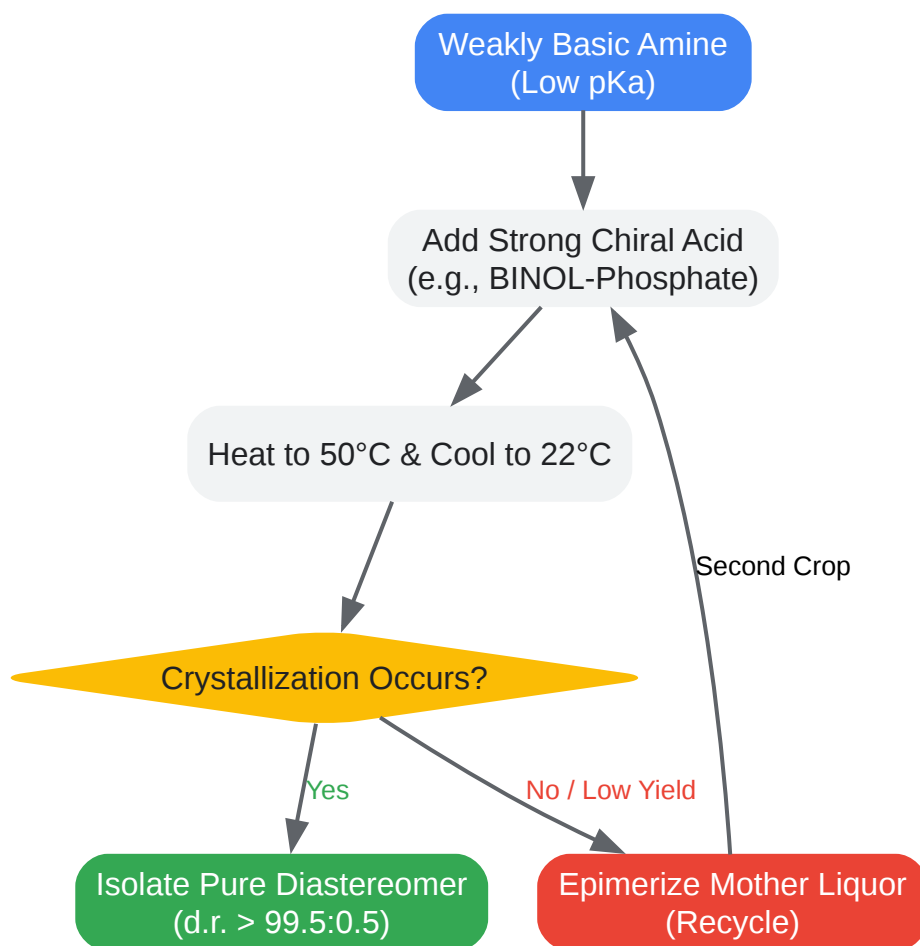 Weakly Basic Amine
(Low pKa)
Add Strong Chiral Acid
(e.g., BINOL-Phosphate)
Heat to 50°C & Cool to 22°C
Second Crop
Crystallization Occurs?
Yes
No / Low Yield
Isolate Pure Diastereomer
(d.r. > 99.5:0.5)
Epimerize Mother Liquor
(Recycle)